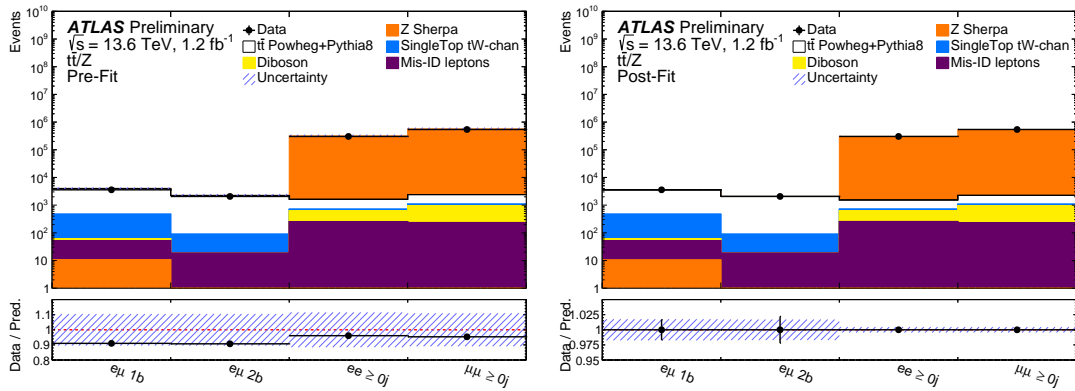 Events
10¹⁰
10⁹
10⁸
10⁷
10⁶
10⁵
10⁴
10³
10²
10
1
ATLAS Preliminary
√s = 13.6 TeV, 1.2 fb⁻¹
tt̄/Z
Pre-Fit
Data
tt̄ Powheg+Pythia8
Diboson
Uncertainty
Z Sherpa
SingleTop tW-chan
Mis-ID leptons
Data / Pred.
1.1
1
0.9
0.8
eμ 1b
eμ 2b
ee ≥ 0j
μμ ≥ 0j
Events
10¹⁰
10⁹
10⁸
10⁷
10⁶
10⁵
10⁴
10³
10²
10
1
ATLAS Preliminary
√s = 13.6 TeV, 1.2 fb⁻¹
tt̄/Z
Post-Fit
Data
tt̄ Powheg+Pythia8
Diboson
Uncertainty
Z Sherpa
SingleTop tW-chan
Mis-ID leptons
Data / Pred.
1.025
1
0.975
0.95
eμ 1b
eμ 2b
ee ≥ 0j
μμ ≥ 0j